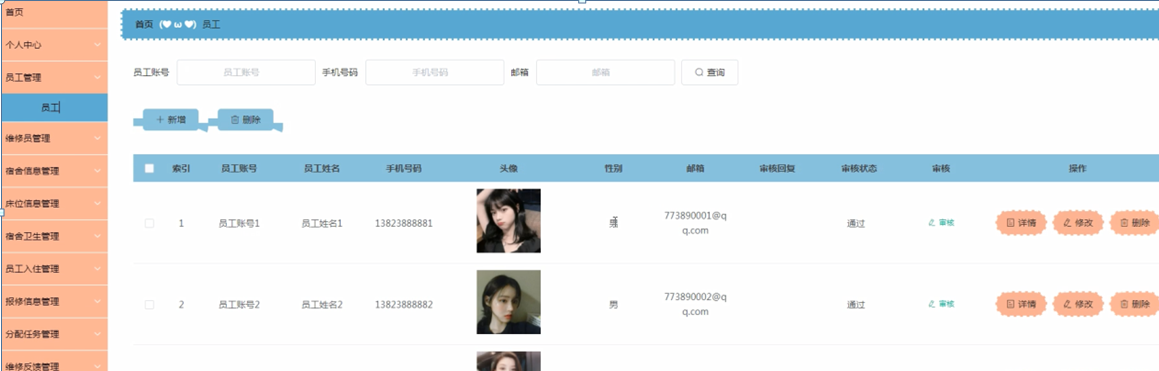 首页
个人中心
员工管理
员工
维修员管理
宿舍信息管理
床位信息管理
宿舍卫生管理
员工入住管理
报修信息管理
分配任务管理
维修反馈管理
首页 (♥ω♥) 员工
员工账号 员工账号 手机号码 手机号码 邮箱 邮箱 查询
新增 删除
索引 员工账号 员工姓名 手机号码 头像 性别 邮箱 审核回复 审核状态 审核 操作
1 员工账号1 员工姓名1 13823888881 男 773890001@q
q.com 通过 审核 详情 修改 删除
2 员工账号2 员工姓名2 13823888882 男 773890002@q
q.com 通过 审核 详情 修改 删除